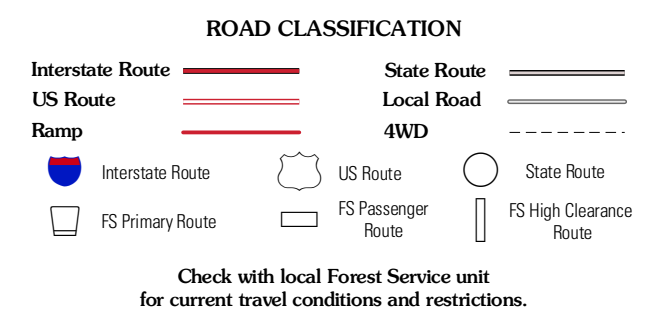 ROAD CLASSIFICATION
Interstate Route
State Route
US Route
Local Road
Ramp
4WD
Interstate Route
US Route
State Route
FS Primary Route
FS Passenger
Route
FS High Clearance
Route
Check with local Forest Service unit
for current travel conditions and restrictions.